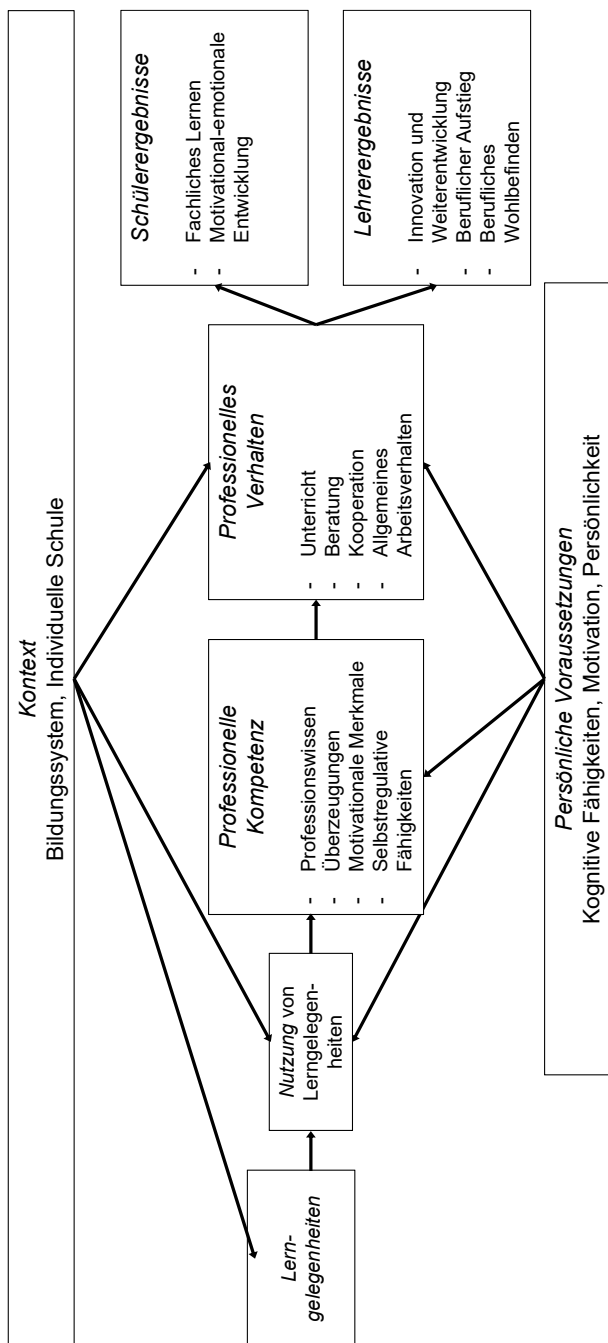 Kontext
Bildungssystem, Individuelle Schule
Lern-
gelegenheiten
Nutzung von
Lerngelegen-
heiten
Professionelle
Kompetenz
- Professionswissen
- Überzeugungen
- Motivationale Merkmale
- Selbstregulative
Fähigkeiten
Professionelles
Verhalten
- Unterricht
- Beratung
- Kooperation
- Allgemeines
Arbeitsverhalten
Schülerergebnisse
- Fachliches Lernen
- Motivational-emotionale
Entwicklung
Lehrerergebnisse
- Innovation und
Weiterentwicklung
- Beruflicher Aufstieg
- Berufliches
Wohlbefinden
Persönliche Voraussetzungen
Kognitive Fähigkeiten, Motivation, Persönlichkeit